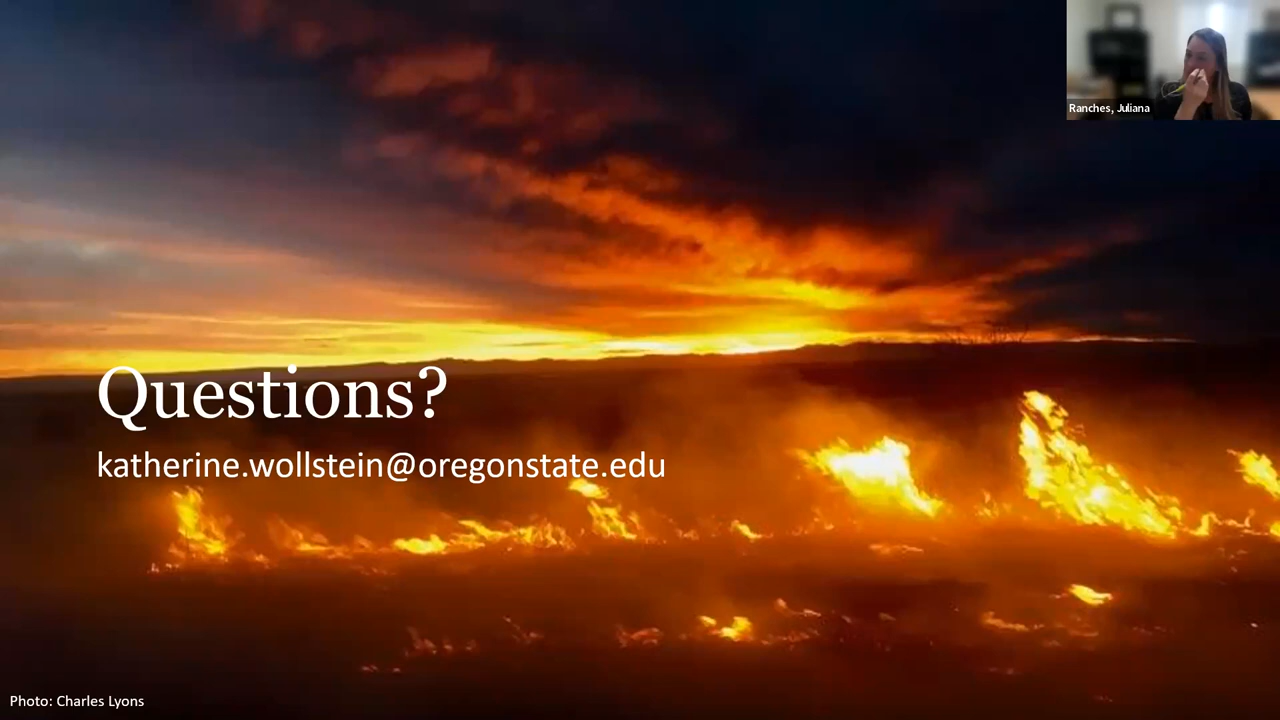 Ranches, Juliana
Questions?
katherine.wollstein@oregonstate.edu
Photo: Charles Lyons